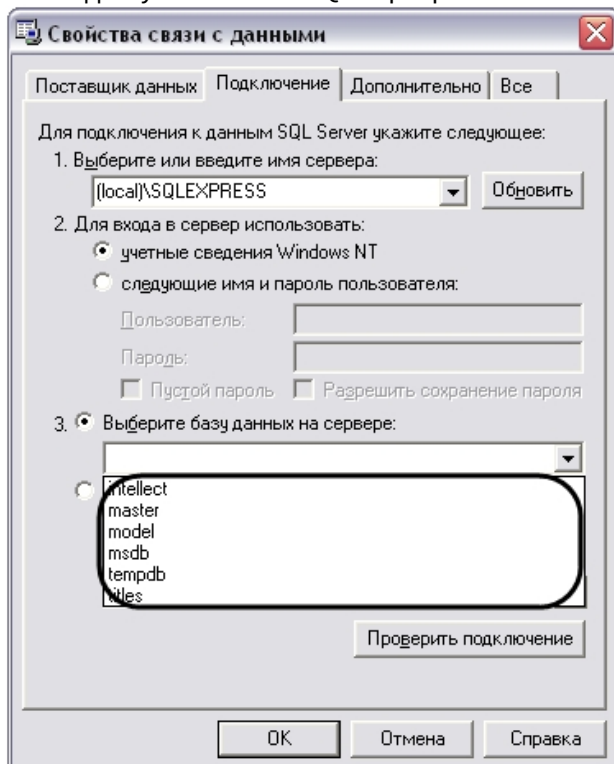 Свойства связи с данными
Поставщик данных Подключение Дополнительно Все
Для подключения к данным SQL Server укажите следующее:
1. Выберите или введите имя сервера:
(local)\SQLEXPRESS Обновить
2. Для входа в сервер использовать:
учетные сведения Windows NT
следующие имя и пароль пользователя:
Пользователь:
Пароль:
Пустой пароль Разрешить сохранение пароля
3. Выберите базу данных на сервере:
intellect
master
model
msdb
tempdb
titles
Проверить подключение
OK Отмена Справка